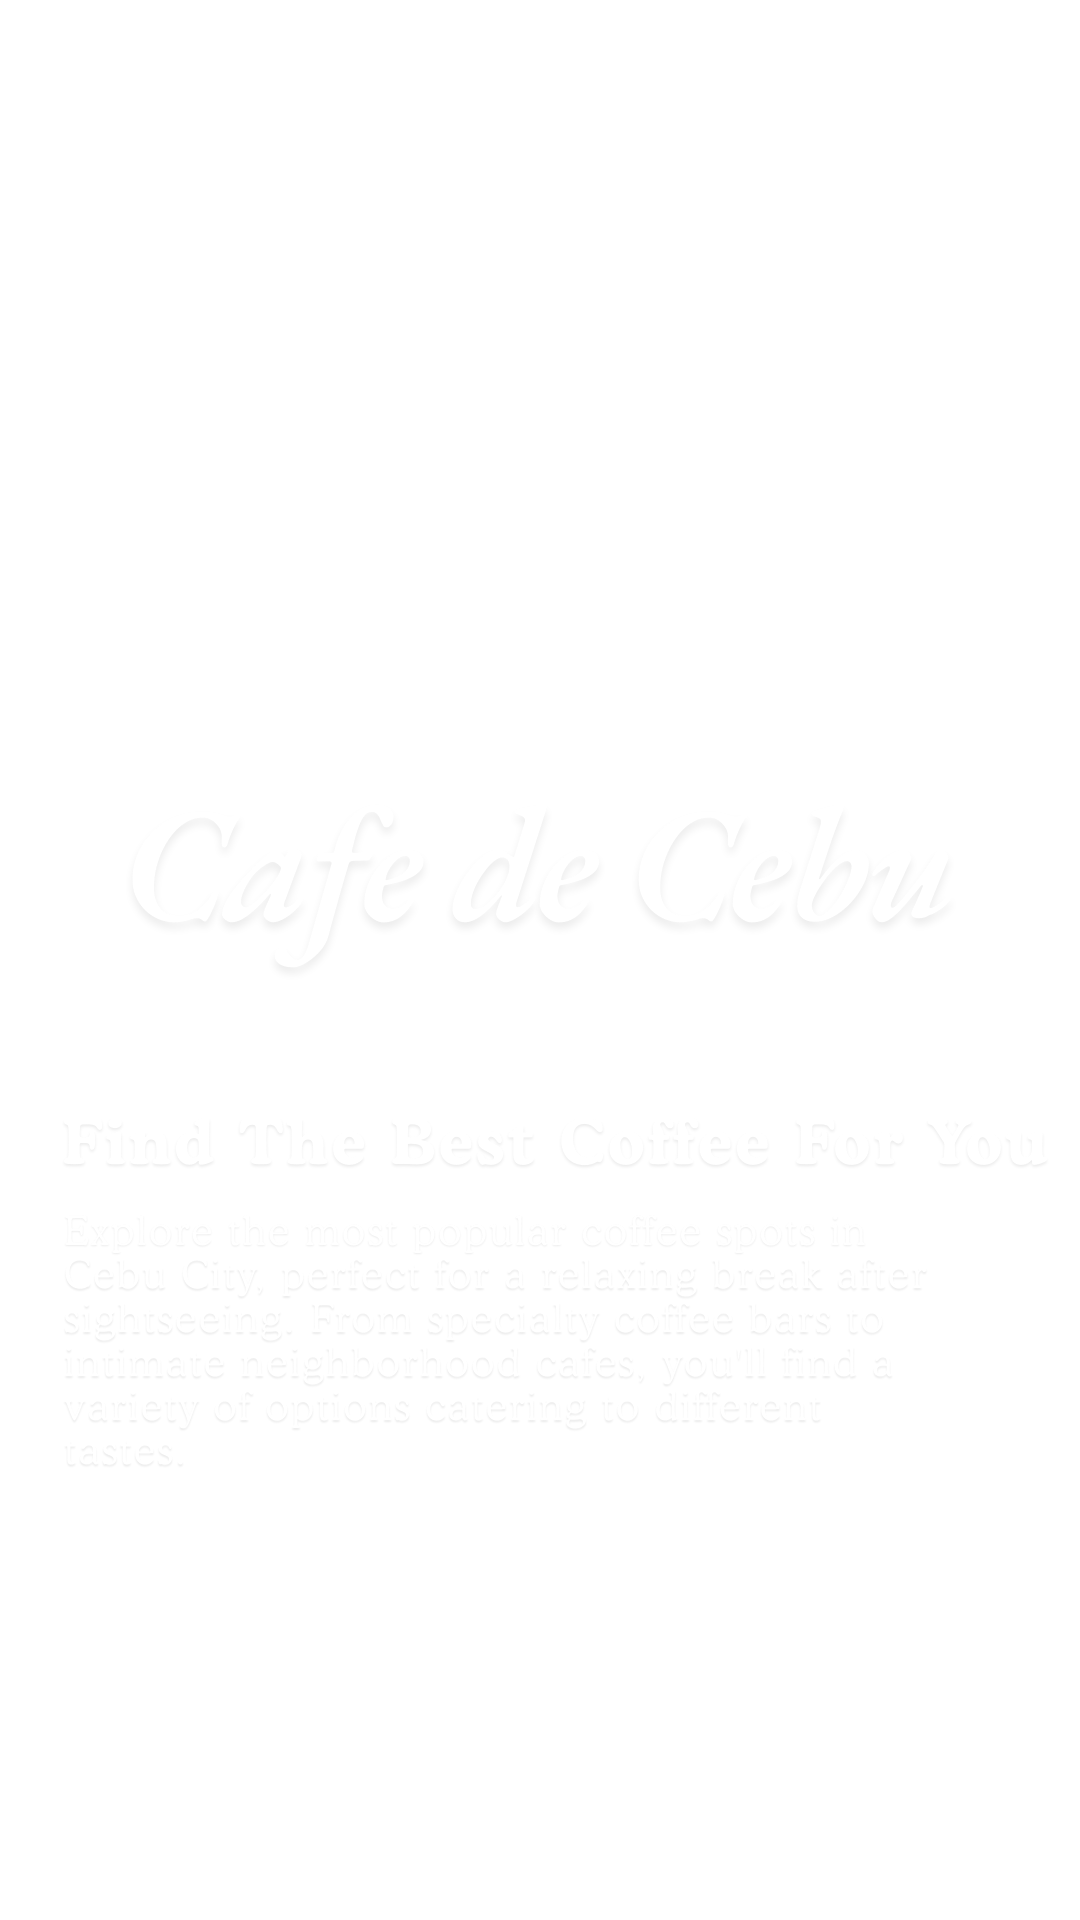 Cafe de Cebu
Find The Best Coffee For You
Explore the most popular coffee spots in
Cebu City, perfect for a relaxing break after
sightseeing. From specialty coffee bars to
intimate neighborhood cafes, you'll find a
variety of options catering to different
tastes.